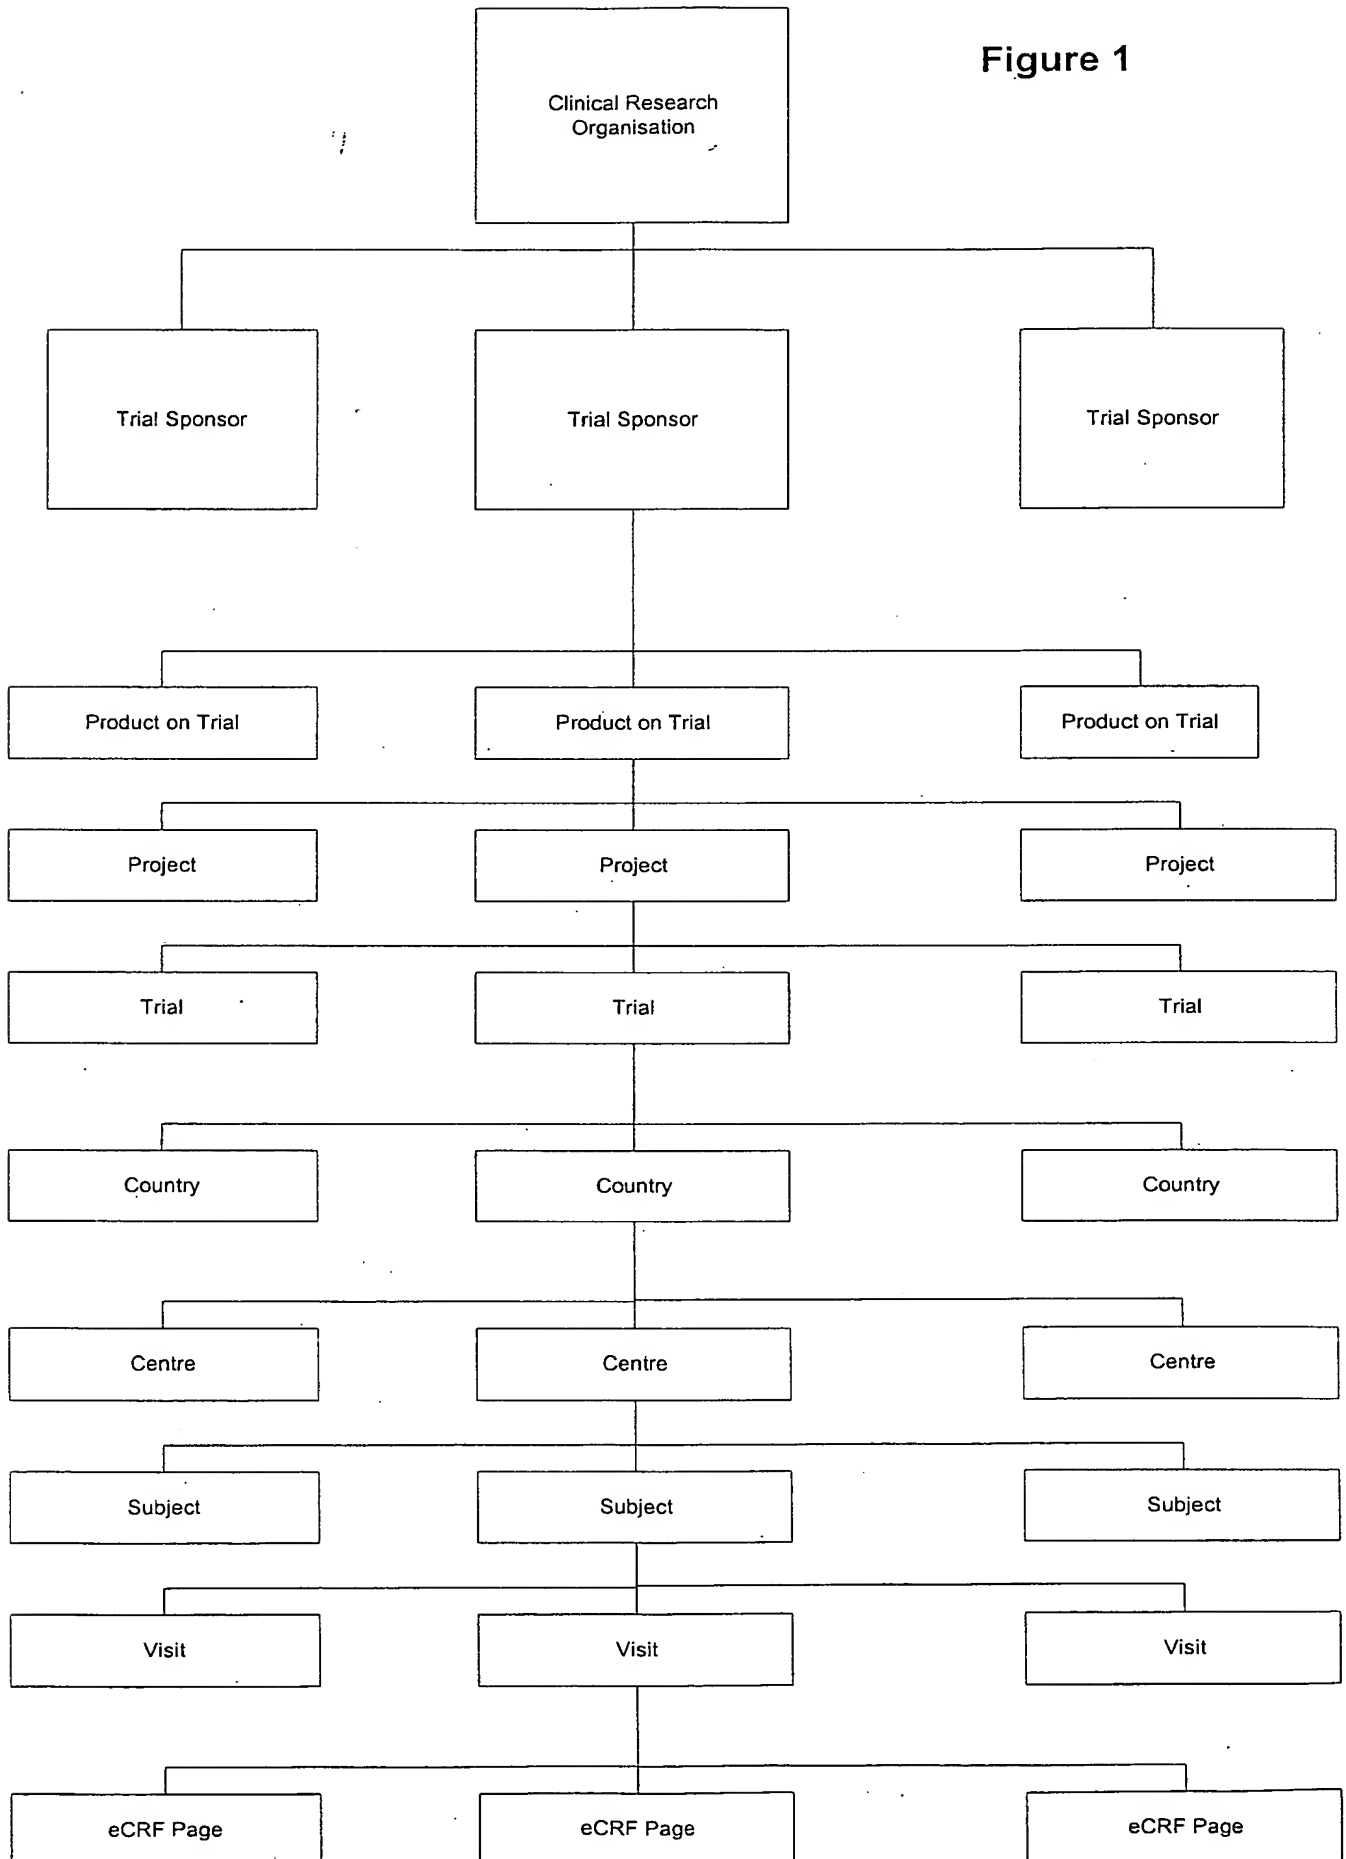 Figure 1
Clinical Research
Organisation
Trial Sponsor
Trial Sponsor
Trial Sponsor
Product on Trial
Product on Trial
Product on Trial
Project
Project
Project
Trial
Trial
Trial
Country
Country
Country
Centre
Centre
Centre
Subject
Subject
Subject
Visit
Visit
Visit
eCRF Page
eCRF Page
eCRF Page